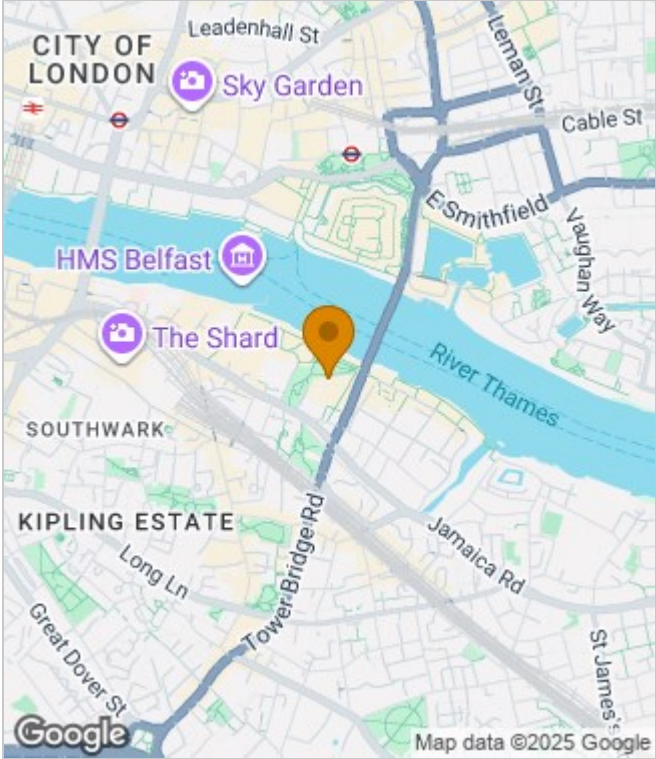 Leadenhall St
CITY OF
LONDON
Sky Garden
Leman St
Cable St
E Smithfield
Vaughan Way
HMS Belfast
The Shard
River Thames
SOUTHWARK
KIPLING ESTATE
Tower Bridge Rd
Jamaica Rd
Long Ln
Great Dover St
St James's
Google
Map data ©2025 Google